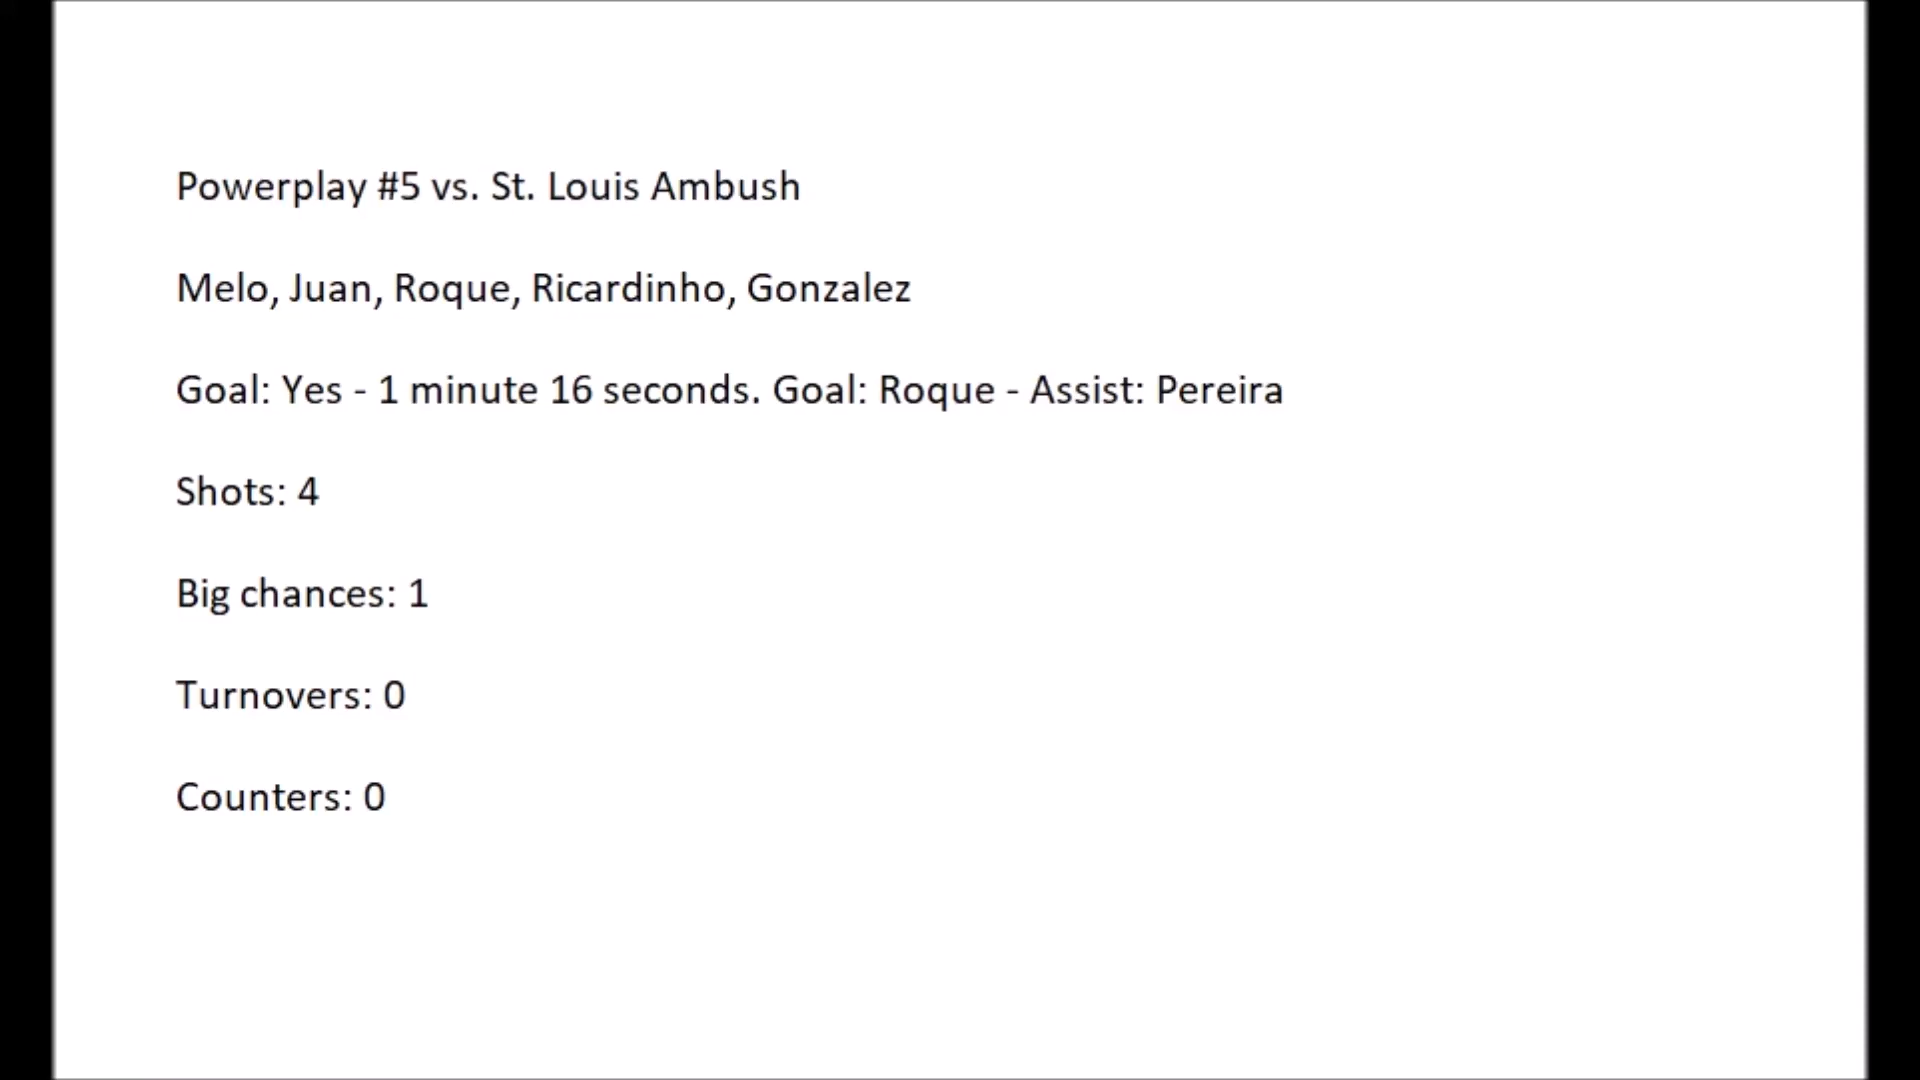 Powerplay #5 vs. St. Louis Ambush
Melo, Juan, Roque, Ricardinho, Gonzalez
Goal: Yes - 1 minute 16 seconds. Goal: Roque - Assist: Pereira
Shots: 4
Big chances: 1
Turnovers: 0
Counters: 0